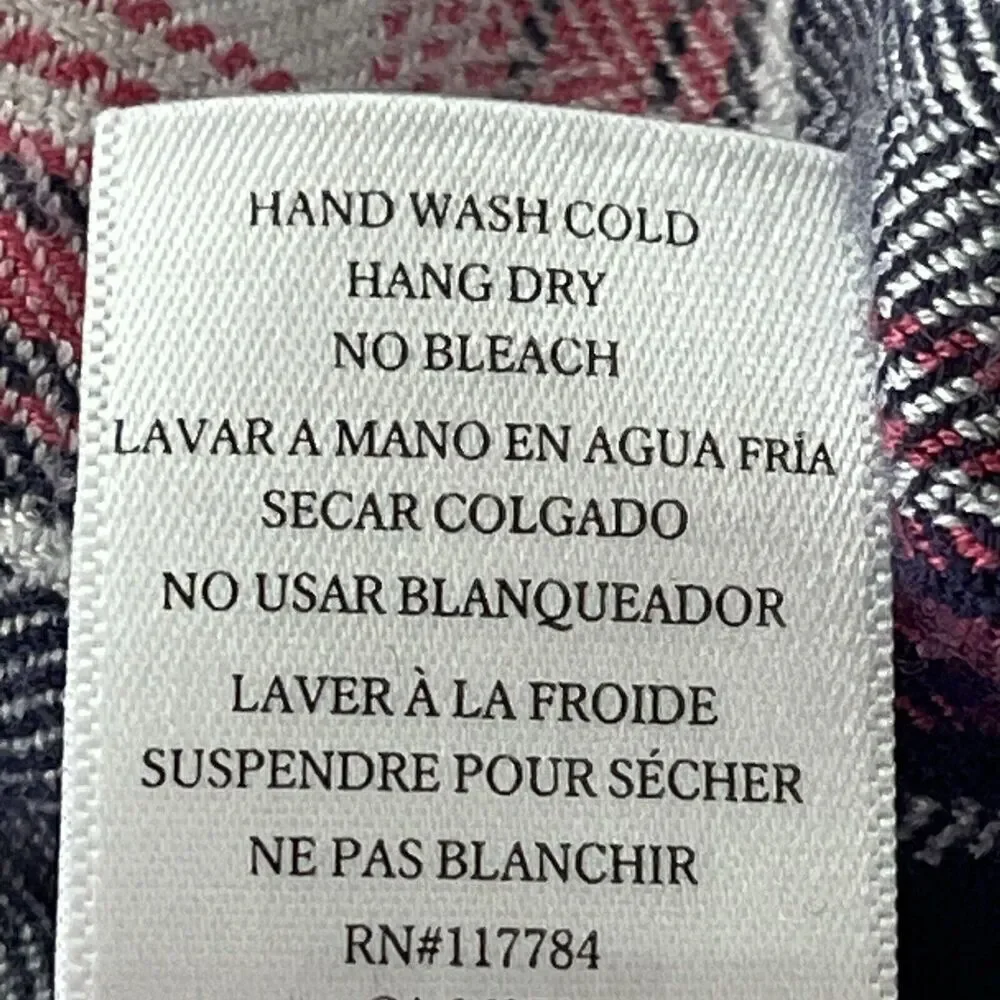 HAND WASH COLD
HANG DRY
NO BLEACH
LAVAR A MANO EN AGUA FRÍA
SECAR COLGADO
NO USAR BLANQUEADOR
LAVER À LA FROIDE
SUSPENDRE POUR SÉCHER
NE PAS BLANCHIR
RN#117784